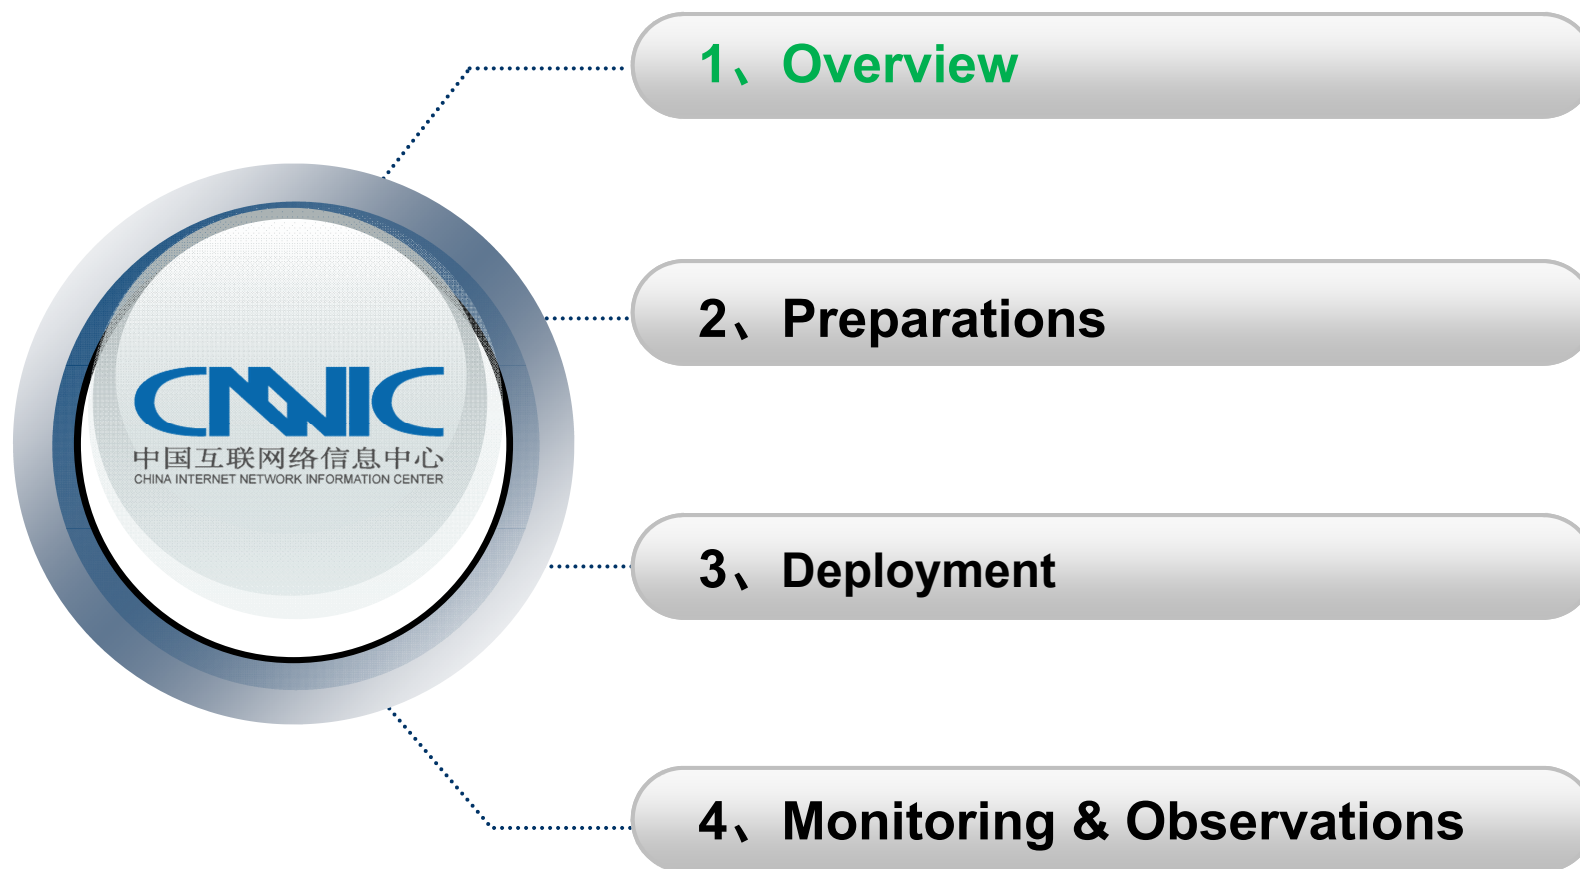 1、Overview
2、Preparations
CNNIC
中国互联网络信息中心
CHINA INTERNET NETWORK INFORMATION CENTER
3、Deployment
4、Monitoring & Observations